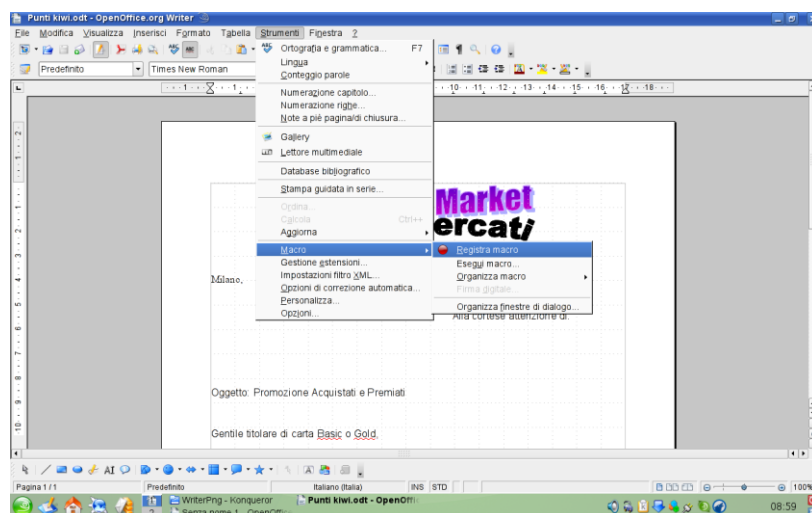 Punti kiwi.odt - OpenOffice.org Writer
File Modifica Visualizza Inserisci Formato Tabella Strumenti Finestra ?
Predefinito
Times New Roman
Ortografia e grammatica... F7
Lingua
Conteggio parole
Numerazione capitolo...
Numerazione righe...
Note a piè pagina/di chiusura...
Gallery
Lettore multimediale
Database bibliografico
Stampa guidata in serie...
Ordina...
Calcola Ctrl++
Aggiorna
Macro
Gestione estensioni...
Impostazioni filtro XML...
Opzioni di correzione automatica...
Personalizza...
Opzioni...
Registra macro
Esegui macro...
Organizza macro
Firma digitale...
Organizza finestre di dialogo...
Market
ercati
Milano,
Alla cortese attenzione di:
Oggetto: Promozione Acquistati e Premiati
Gentile titolare di carta Basic o Gold,
Pagina 1 / 1 Predefinito Italiano (Italia) INS STD 100%
WriterPng - Konqueror
Punti kiwi.odt - OpenOffi
Senza nome 1 - OpenOffi
2
08:59